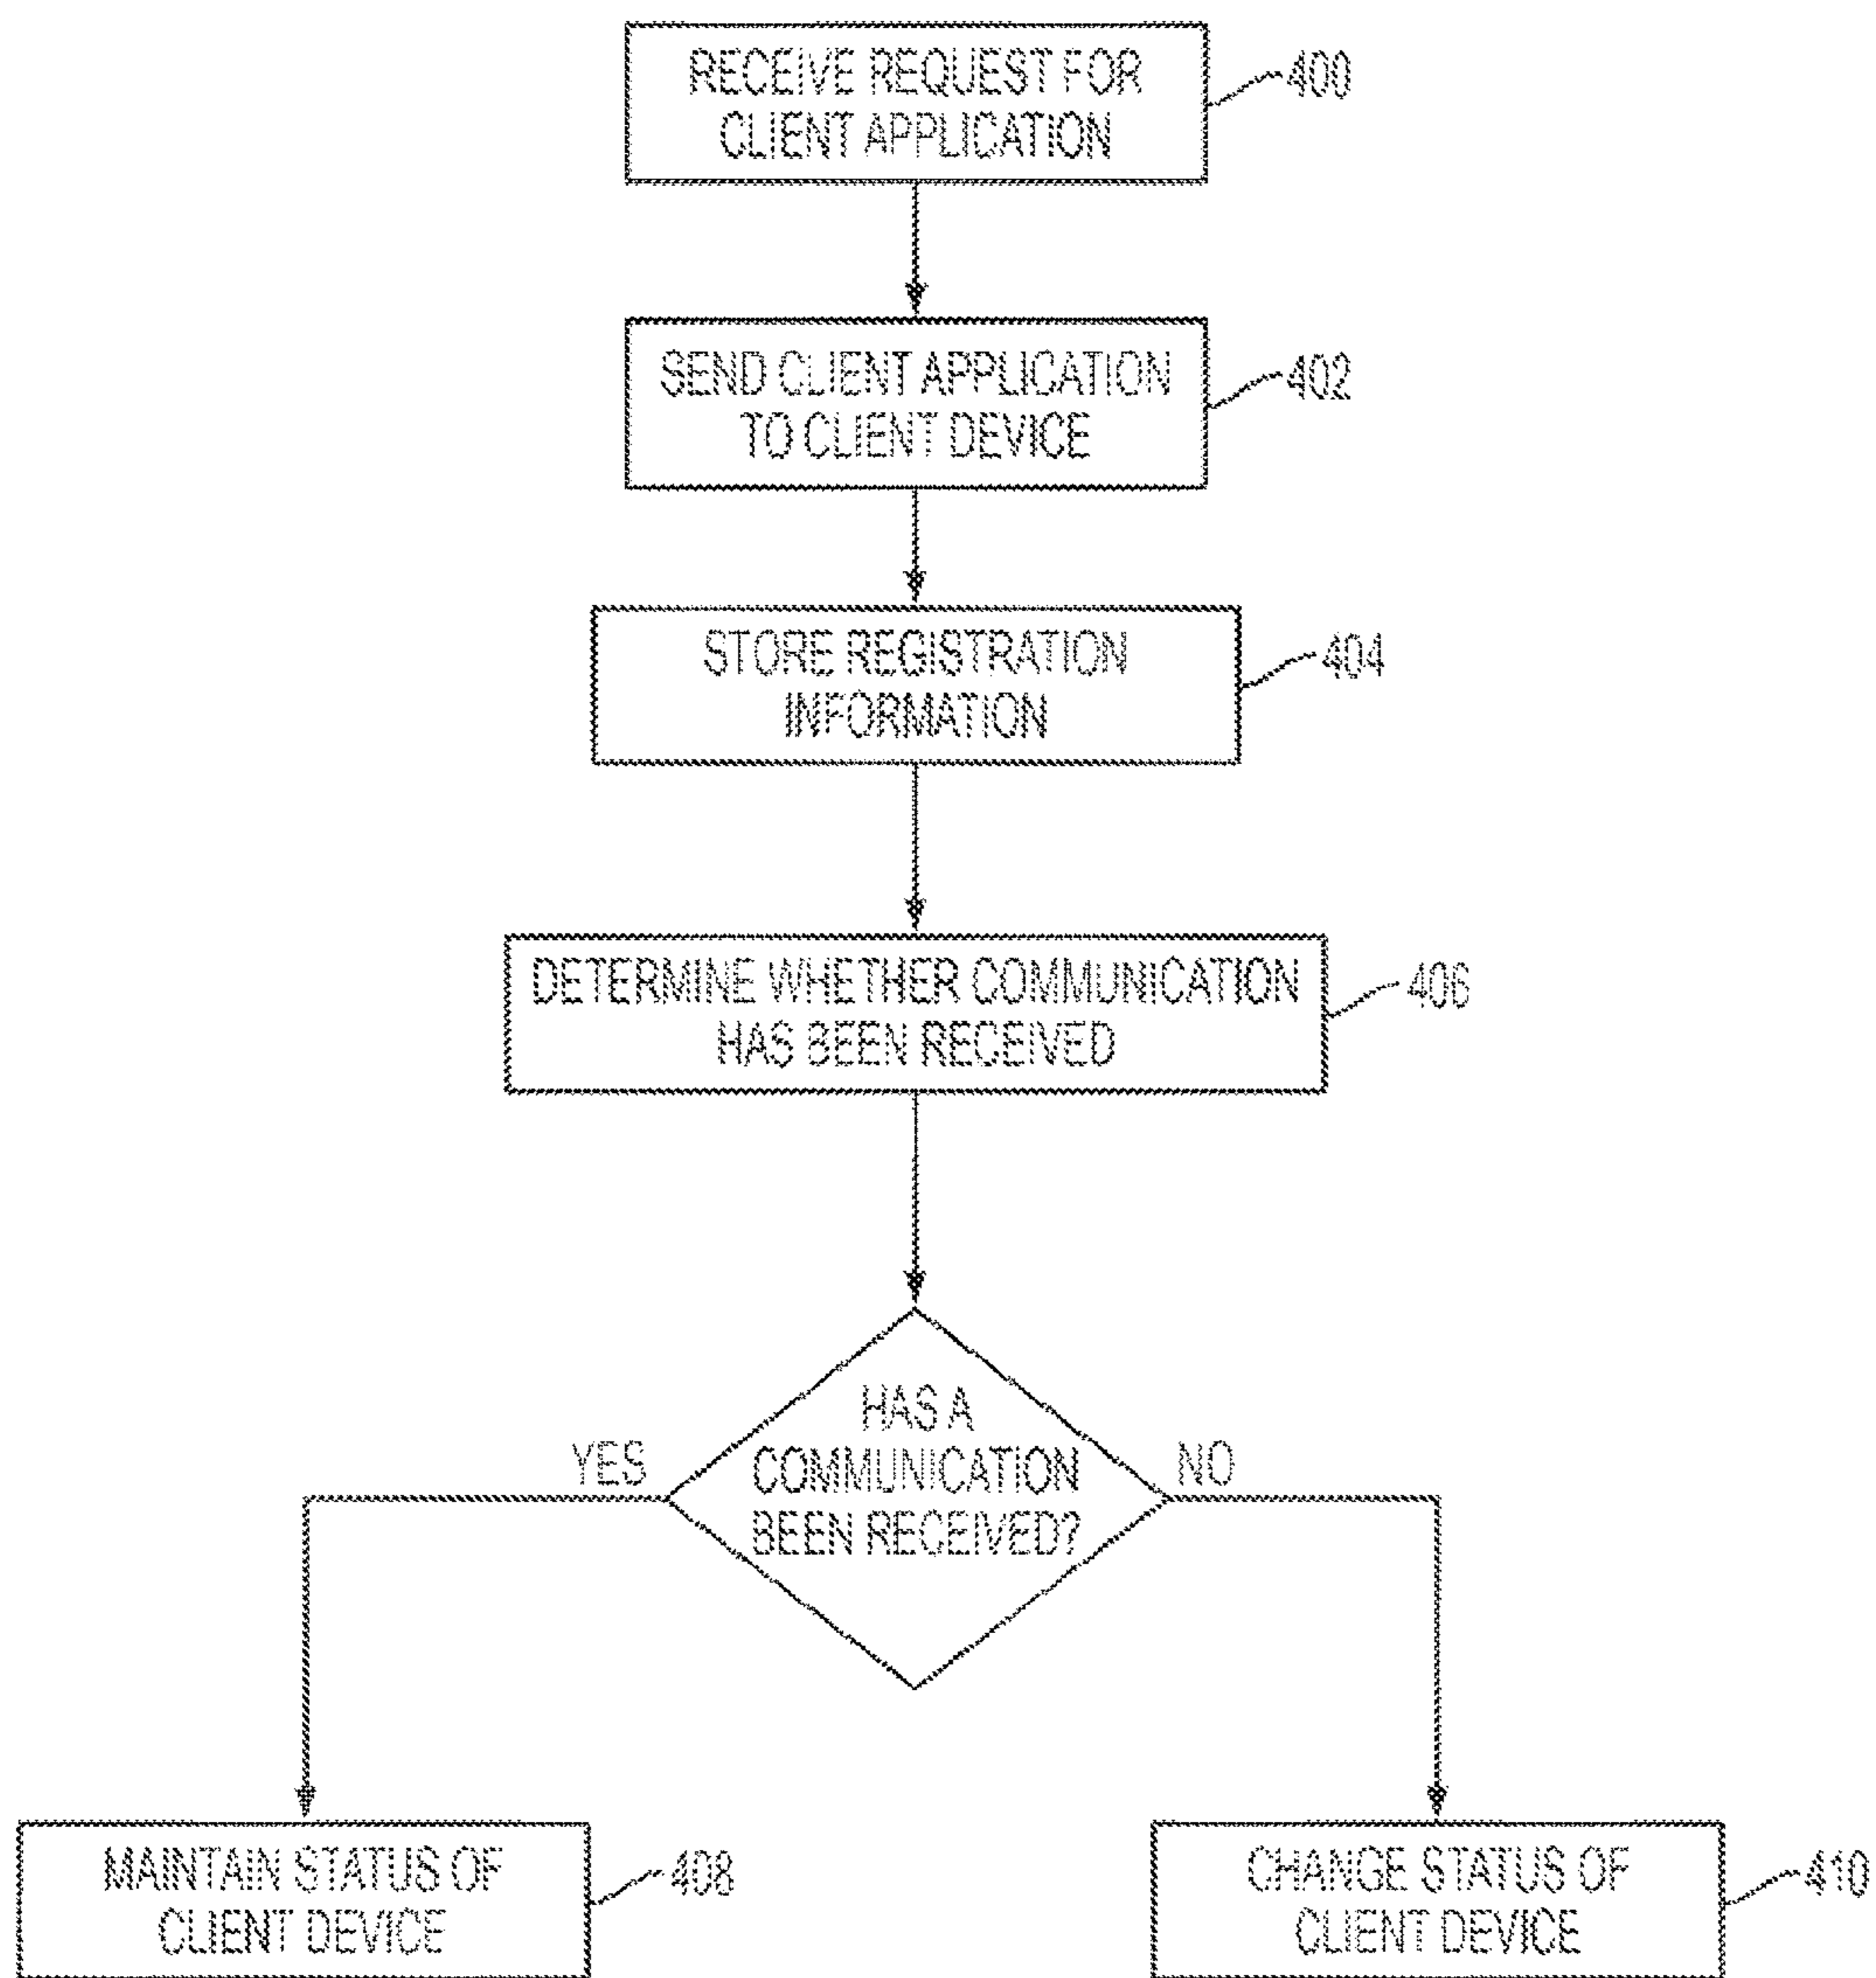 RECEIVE REQUEST FOR
CLIENT APPLICATION
400
SEND CLIENT APPLICATION
TO CLIENT DEVICE
402
STORE REGISTRATION
INFORMATION
404
DETERMINE WHETHER COMMUNICATION
HAS BEEN RECEIVED
406
HAS A
COMMUNICATION
BEEN RECEIVED?
YES
NO
MAINTAIN STATUS OF
CLIENT DEVICE
408
CHANGE STATUS OF
CLIENT DEVICE
410